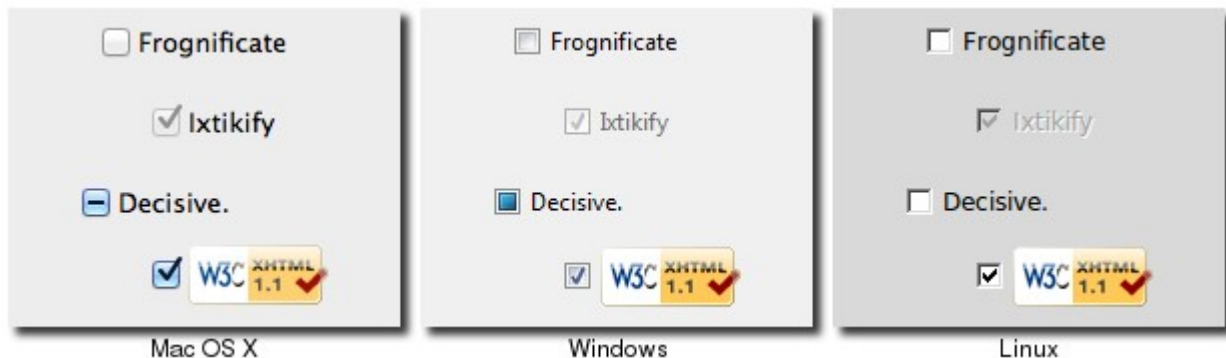 Frognificate
Ixtikify
Decisive.
W3C XHTML 1.1
Mac OS X
Frognificate
Ixtikify
Decisive.
W3C XHTML 1.1
Windows
Frognificate
Ixtikify
Decisive.
W3C XHTML 1.1
Linux